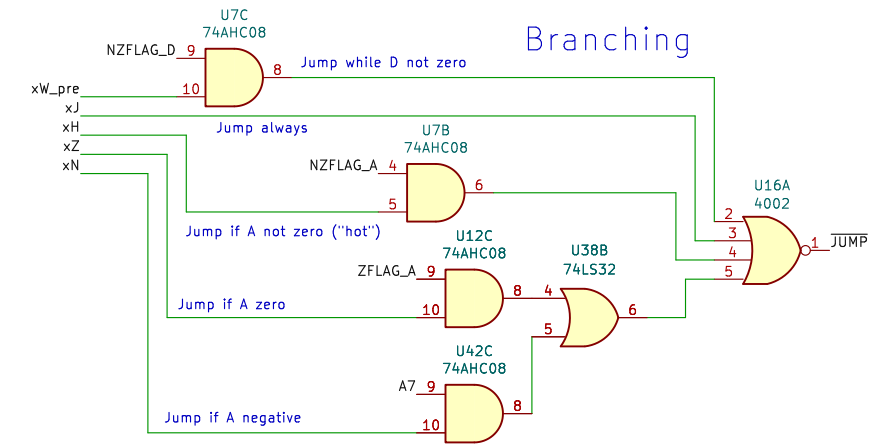 Branching
U7C
74AHC08
NZFLAG_D 9
10
8
Jump while D not zero
xW_pre
xJ
xH
xZ
xN
Jump always
U7B
74AHC08
NZFLAG_A 4
5
6
Jump if A not zero ("hot")
U16A
4002
2
3
4
5
1
JUMP
U12C
74AHC08
ZFLAG_A 9
10
8
Jump if A zero
U38B
74LS32
4
5
6
U42C
74AHC08
A7 9
10
8
Jump if A negative